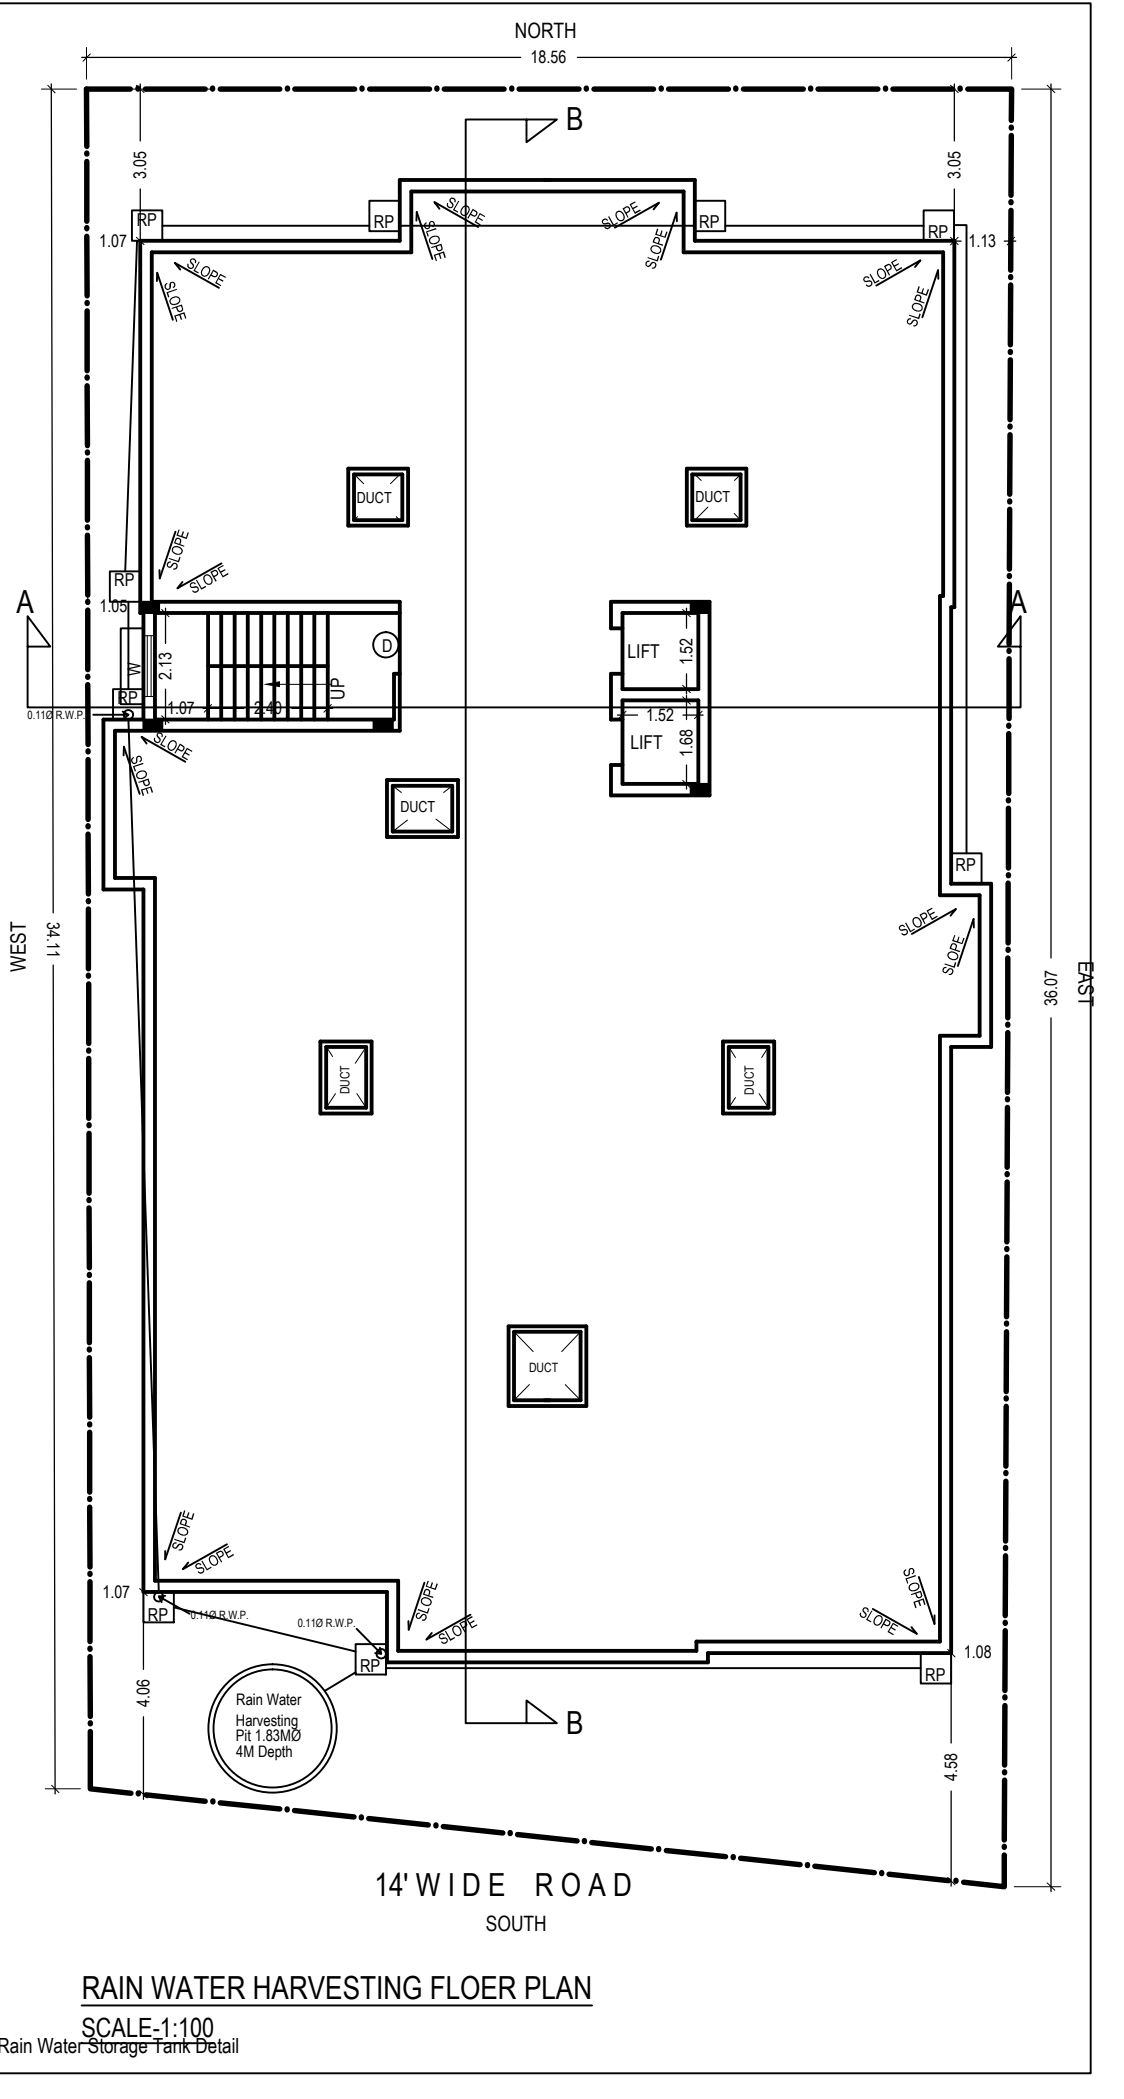 NORTH
18.56
B
3.05
3.05
RP
RP
RP
RP
SLOPE
SLOPE
SLOPE
SLOPE
1.07
1.13
SLOPE
SLOPE
SLOPE
SLOPE
DUCT
DUCT
SLOPE
SLOPE
RP
1.05
A
A
W
2.13
D
LIFT
1.52
UP
RP
1.07
2.40
0.11Ø R.W.P.
1.52
LIFT
1.68
SLOPE
SLOPE
DUCT
RP
SLOPE
SLOPE
WEST
34.11
36.07
EAST
DUCT
DUCT
DUCT
SLOPE
SLOPE
SLOPE
SLOPE
SLOPE
SLOPE
1.07
RP
0.11Ø R.W.P.
0.11Ø R.W.P.
RP
RP
1.08
4.06
Rain Water
Harvesting
Pit 1.83MØ
4M Depth
B
4.58
14' WIDE ROAD
SOUTH
RAIN WATER HARVESTING FLOER PLAN
SCALE-1:100
Rain Water Storage Tank Detail